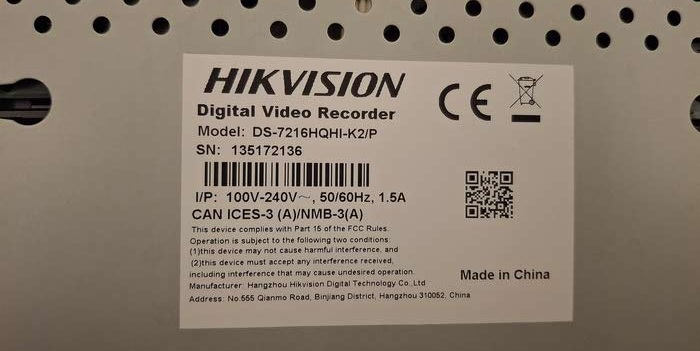 HIKVISION
Digital Video Recorder
Model: DS-7216HQHI-K2/P
SN: 135172136
I/P: 100V-240V～, 50/60Hz, 1.5A
CAN ICES-3 (A)/NMB-3(A)
This device complies with Part 15 of the FCC Rules.
Operation is subject to the following two conditions:
(1)this device may not cause harmful interference, and
(2)this device must accept any interference received,
including interference that may cause undesired operation.
Manufacturer: Hangzhou Hikvision Digital Technology Co.,Ltd
Address: No.555 Qianmo Road, Binjiang District, Hangzhou 310052, China
CE
Made in China